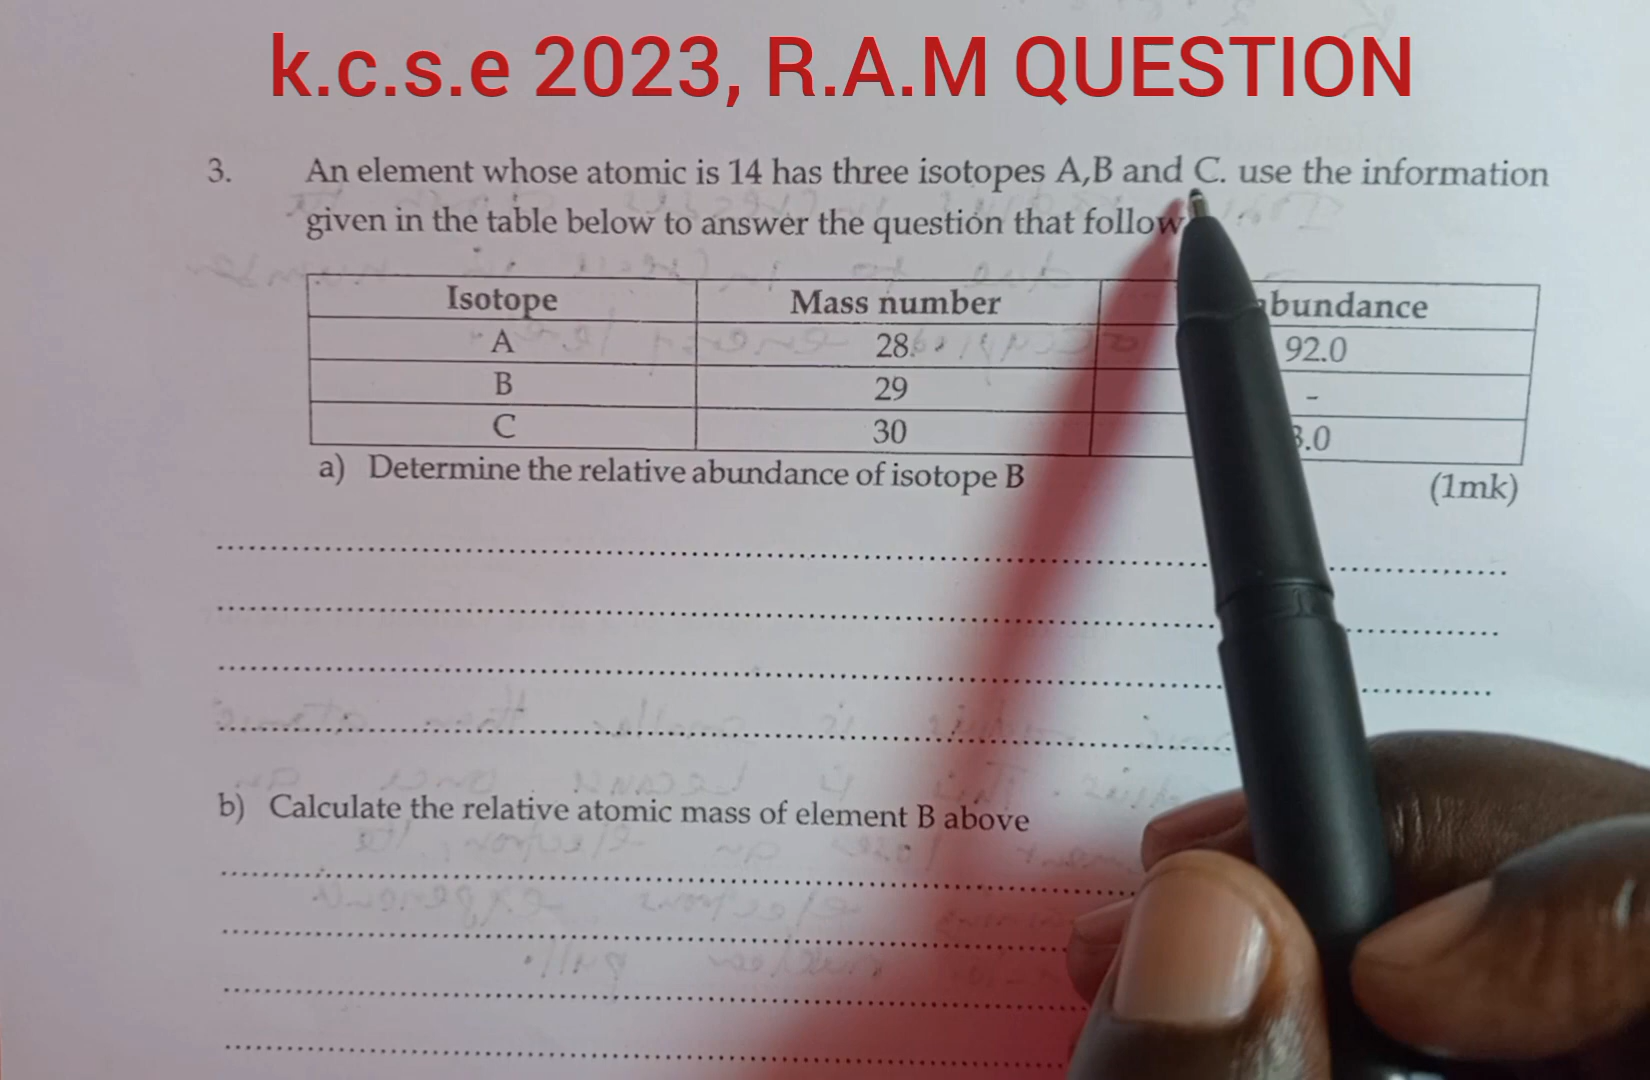 k.c.s.e 2023, R.A.M QUESTION
3. An element whose atomic is 14 has three isotopes A,B and C. use the information
given in the table below to answer the question that follow
Isotope Mass number bundance
A 28 92.0
B 29 -
C 30 3.0
a) Determine the relative abundance of isotope B (1mk)
b) Calculate the relative atomic mass of element B above